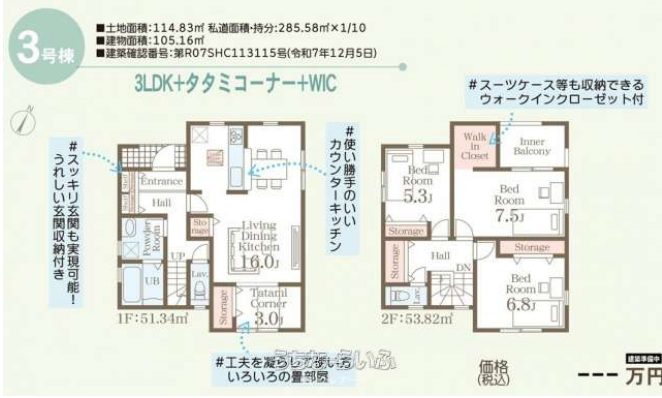 3号棟
■土地面積:114.83㎡ 私道面積・持分:285.58㎡×1/10
■建物面積:105.16㎡
■建築確認番号:第R07SHC113115号(令和7年12月5日)
3LDK+タタミコーナー+WIC
#スーツケース等も収納できる
ウォークインクローゼット付
N
#スッキリ玄関も実現可能!
うれしい玄関収納付き
#使い勝手のいい
カウンターキッチン
Entrance
Hall
Powder
Room
UB
UP
Lav.
Sto
rage
Living
Dining
Kitchen
16.0J
Storage
Tatami
Corner
3.0J
1F:51.34㎡
Walk
in
Closet
Inner
Balcony
Bed
Room
5.3J
Bed
Room
7.5J
Storage
Storage
Storage
Hall
DN
Lav.
Bed
Room
6.8J
2F:53.82㎡
#工夫を凝らして使いみち
いろいろの畳部屋
価格
(税込)
建築準備中
---万円